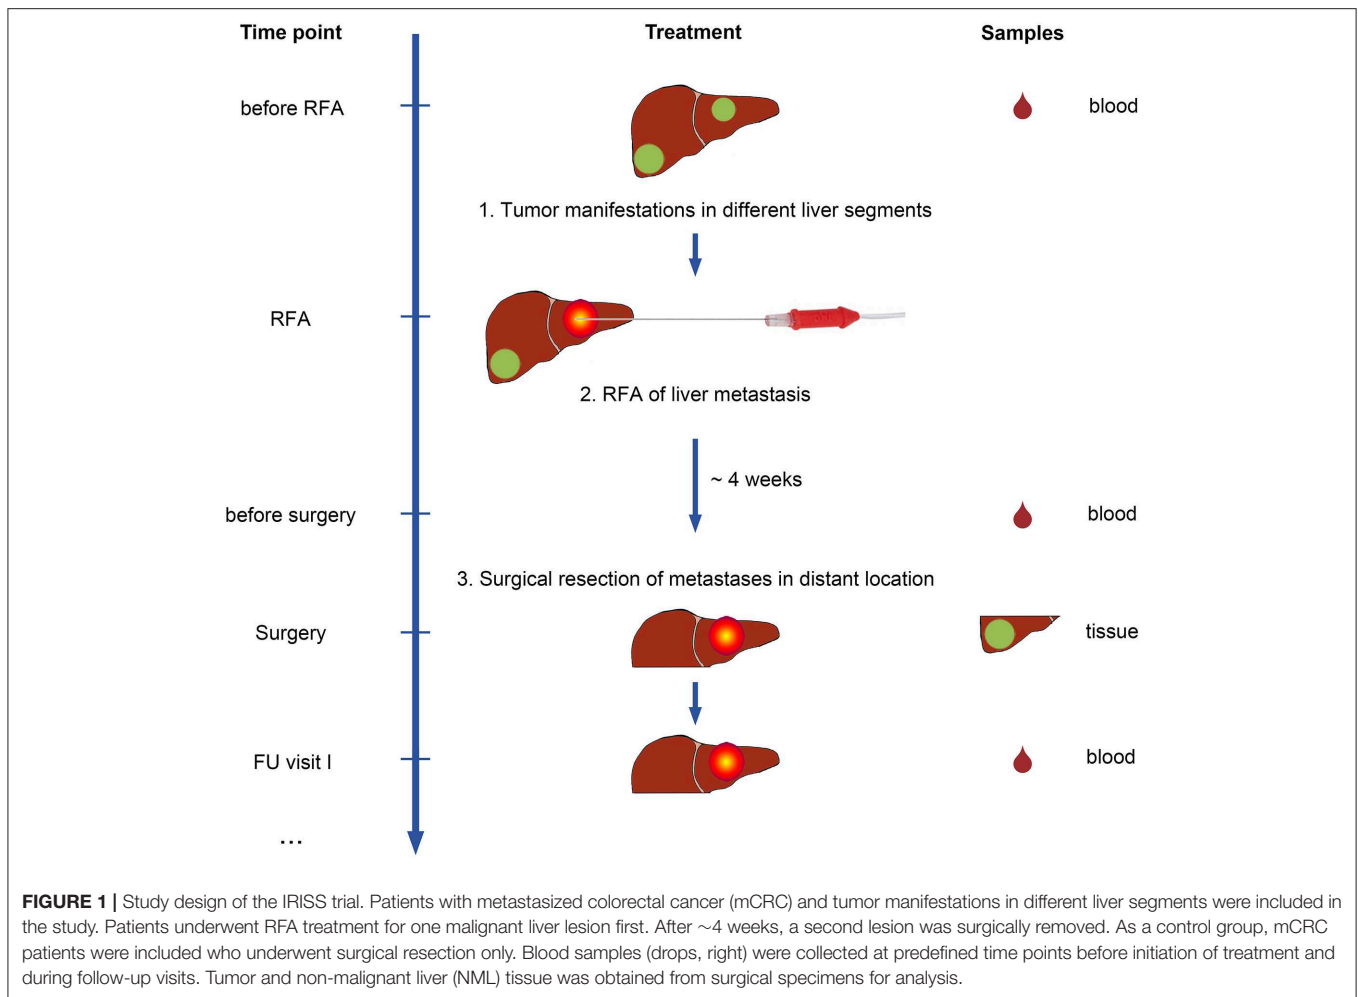 Time point Treatment Samples
before RFA blood
1. Tumor manifestations in different liver segments
RFA
2. RFA of liver metastasis
~ 4 weeks
before surgery blood
3. Surgical resection of metastases in distant location
Surgery tissue
FU visit I blood
...
FIGURE 1 | Study design of the IRISS trial. Patients with metastasized colorectal cancer (mCRC) and tumor manifestations in different liver segments were included in
the study. Patients underwent RFA treatment for one malignant liver lesion first. After ~4 weeks, a second lesion was surgically removed. As a control group, mCRC
patients were included who underwent surgical resection only. Blood samples (drops, right) were collected at predefined time points before initiation of treatment and
during follow-up visits. Tumor and non-malignant liver (NML) tissue was obtained from surgical specimens for analysis.